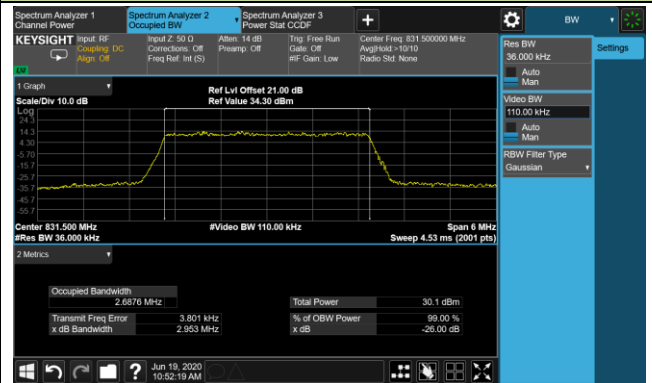 Spectrum Analyzer 1
Channel Power
Spectrum Analyzer 2
Occupied BW
Spectrum Analyzer 3
Power Stat CCDF
BW
KEYSIGHT
Input: RF
Coupling: DC
Align: Off
Input Z: 50 Ω
Corrections: Off
Freq Ref: Int (S)
Atten: 14 dB
Preamp: Off
Trig: Free Run
Gate: Off
#IF Gain: Low
Center Freq: 831.500000 MHz
Avg|Hold:>10/10
Radio Std: None
1 Graph
Scale/Div 10.0 dB
Ref Lvl Offset 21.00 dB
Ref Value 34.30 dBm
Log
24.3
14.3
4.30
-5.70
-15.7
-25.7
-35.7
-45.7
-55.7
Center 831.500 MHz
#Res BW 36.000 kHz
#Video BW 110.00 kHz
Span 6 MHz
Sweep 4.53 ms (2001 pts)
2 Metrics
Occupied Bandwidth
2.6876 MHz
Total Power 30.1 dBm
Transmit Freq Error 3.801 kHz
% of OBW Power 99.00 %
x dB Bandwidth 2.953 MHz
x dB -26.00 dB
Jun 19, 2020
10:52:19 AM
Res BW
36.000 kHz
Auto
Man
Video BW
110.00 kHz
Auto
Man
RBW Filter Type
Gaussian
Settings